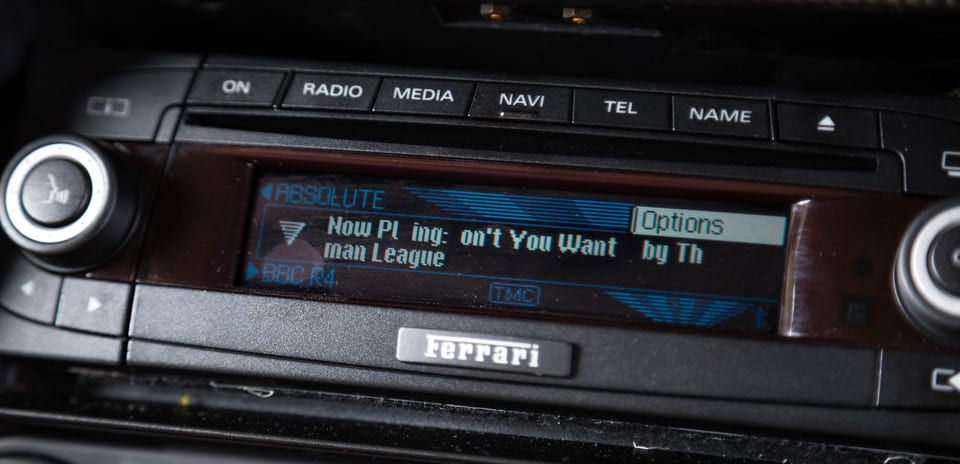 ON RADIO MEDIA NAVI TEL NAME
ABSOLUTE
Options
Now Pl ing: on't You Want by Th
man League
BBC R4
TMC
Ferrari